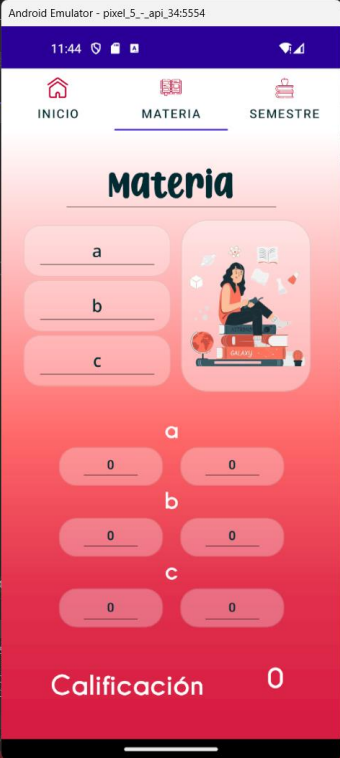 Android Emulator - pixel_5_-_api_34:5554
11:44 A
INICIO MATERIA SEMESTRE
Materia
a
b
c
GALAXY
a
0 0
b
0 0
c
0 0
Calificación 0